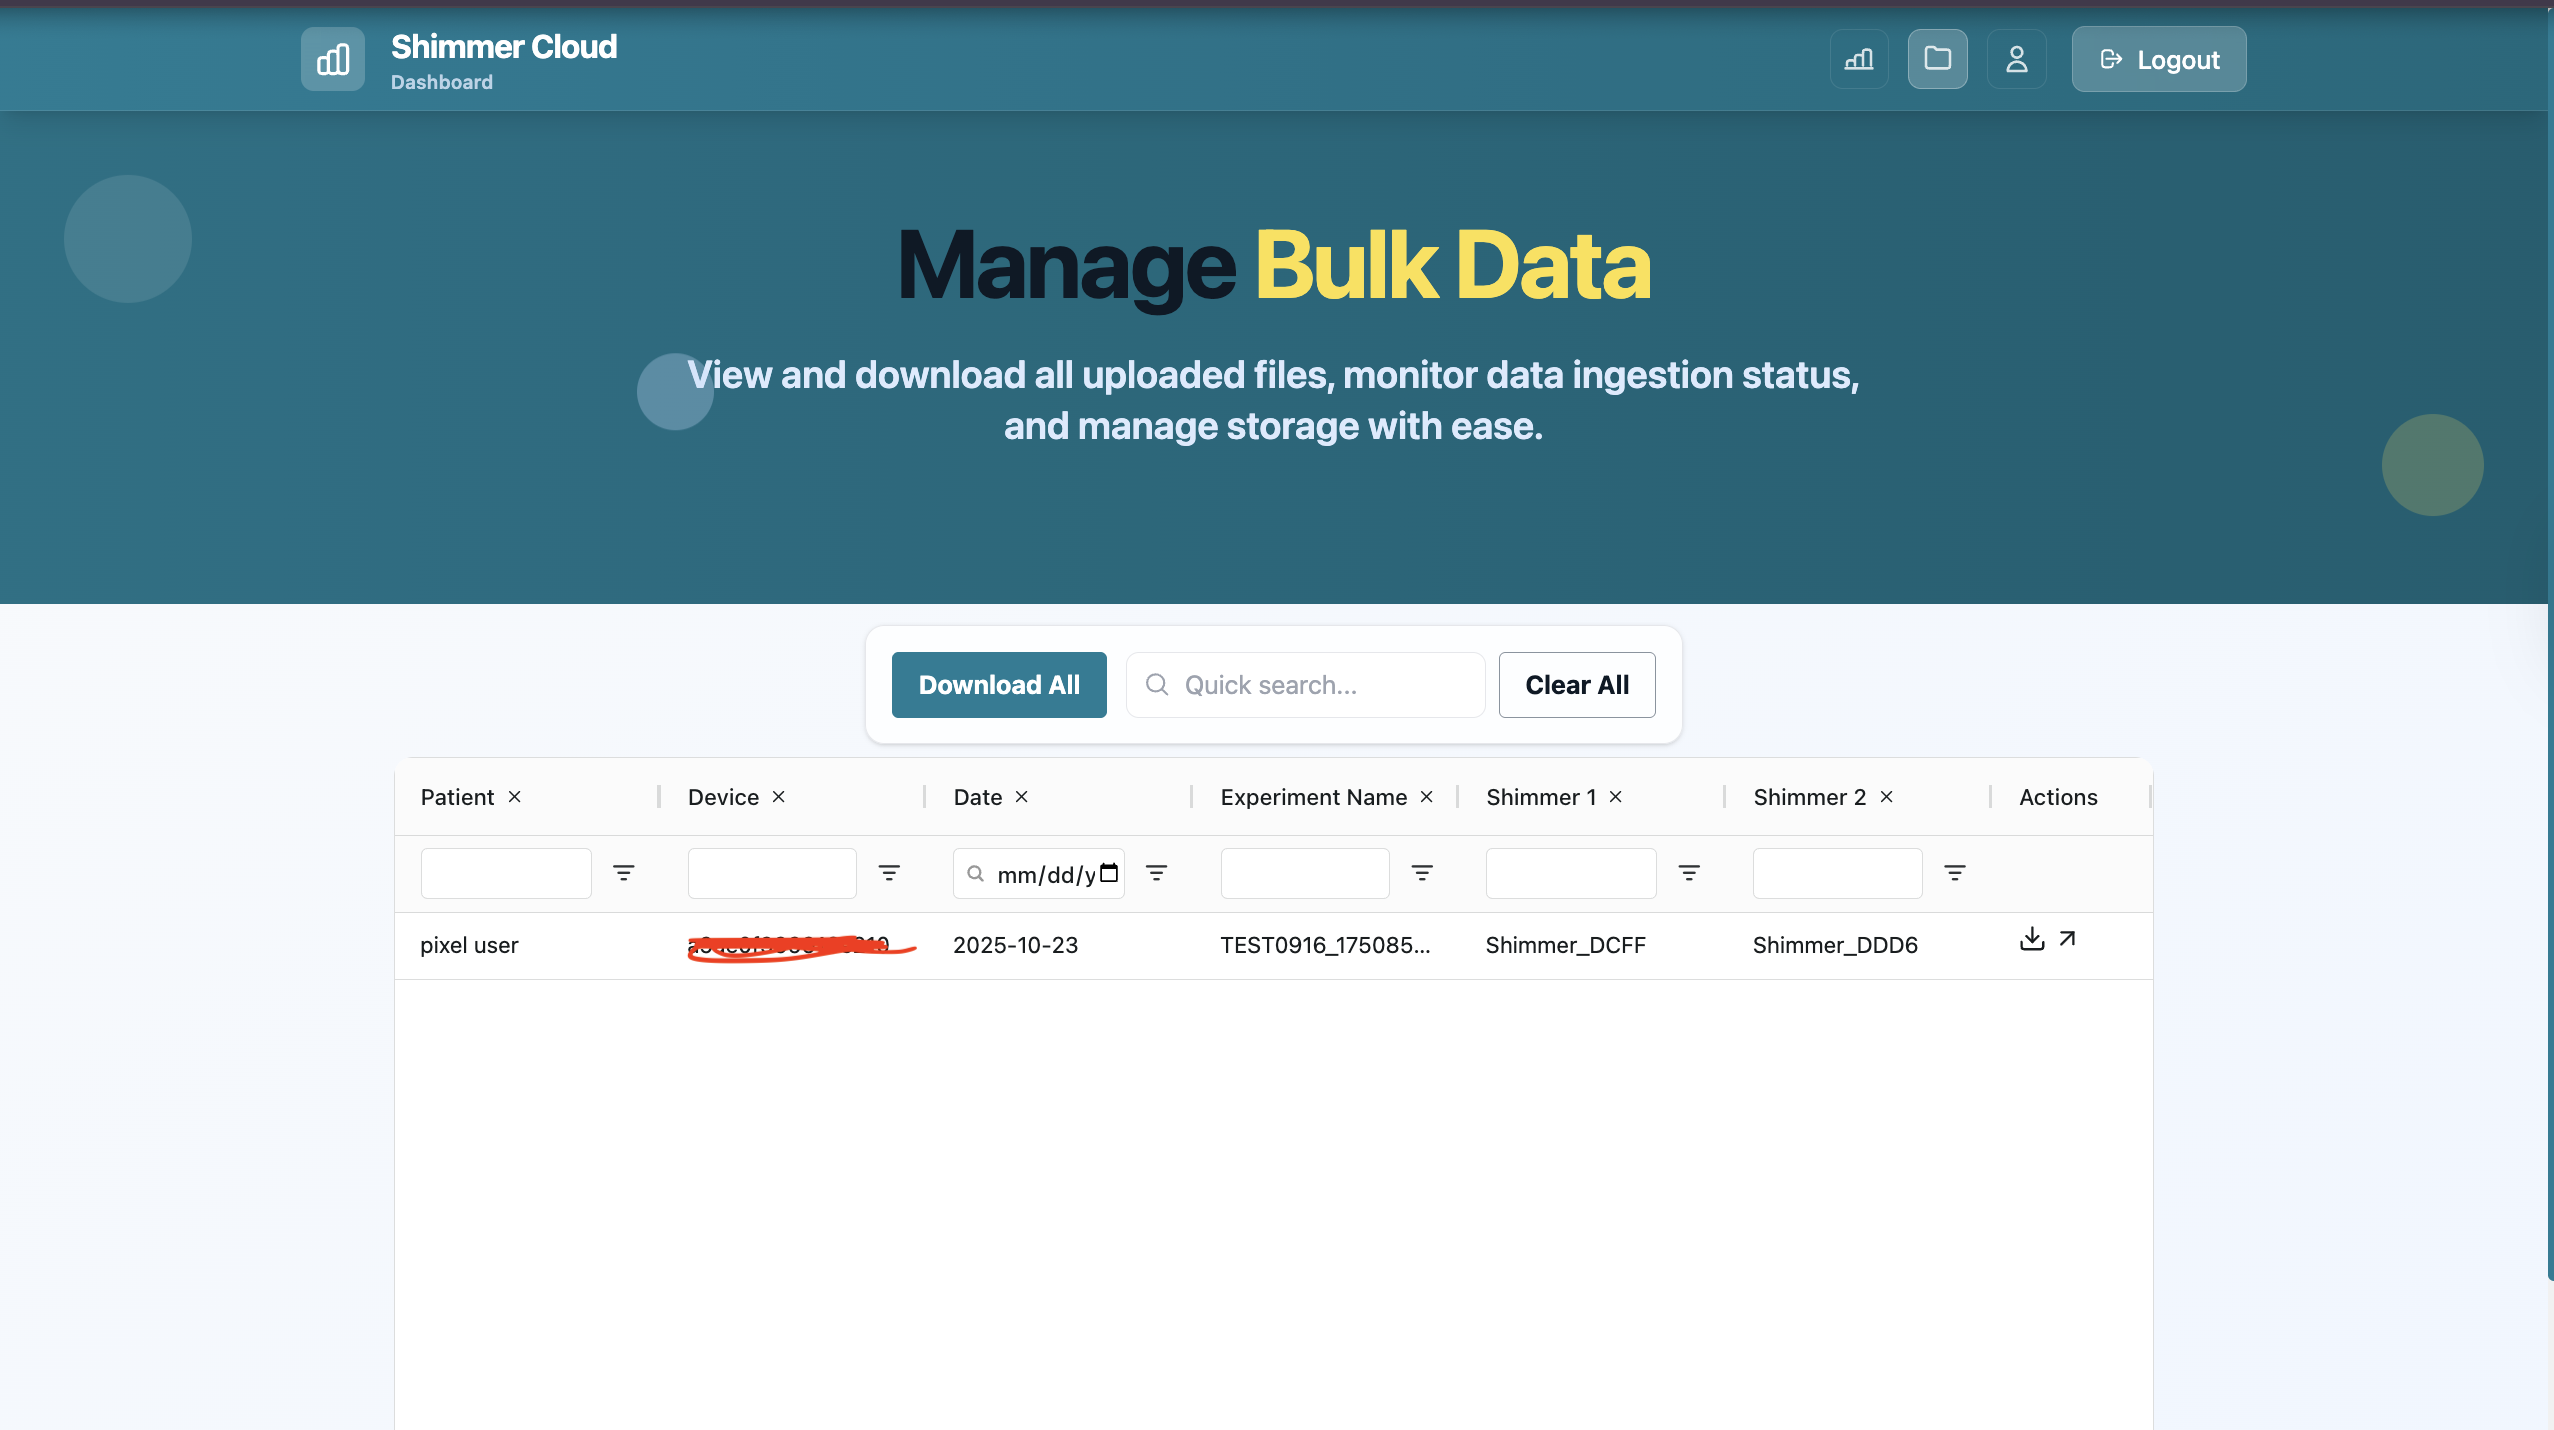 Shimmer Cloud
Dashboard
Logout
Manage Bulk Data
View and download all uploaded files, monitor data ingestion status,
and manage storage with ease.
Download All
Quick search...
Clear All
Patient Device Date Experiment Name Shimmer 1 Shimmer 2 Actions
mm/dd/y
pixel user 2025-10-23 TEST0916_175085... Shimmer_DCFF Shimmer_DDD6